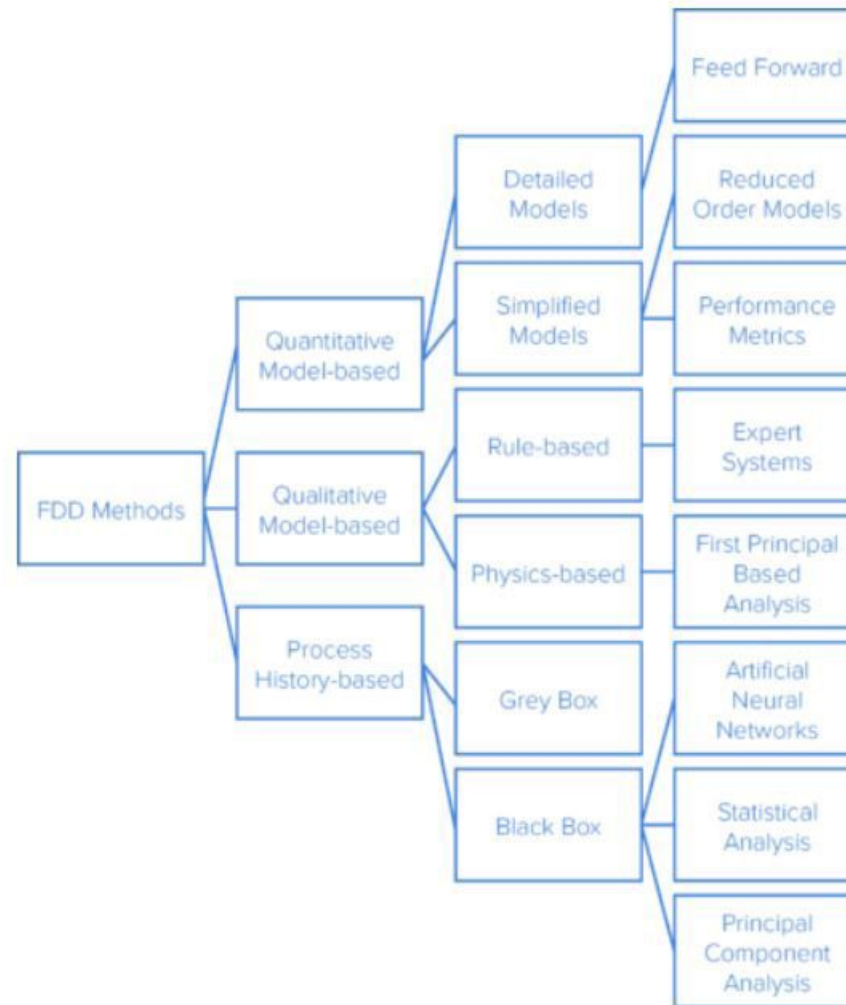 Feed Forward
Detailed
Models
Reduced
Order Models
Quantitative
Model-based
Simplified
Models
Performance
Metrics
FDD Methods
Qualitative
Model-based
Rule-based
Expert
Systems
Physics-based
First Principal
Based
Analysis
Process
History-based
Grey Box
Artificial
Neural
Networks
Black Box
Statistical
Analysis
Principal
Component
Analysis